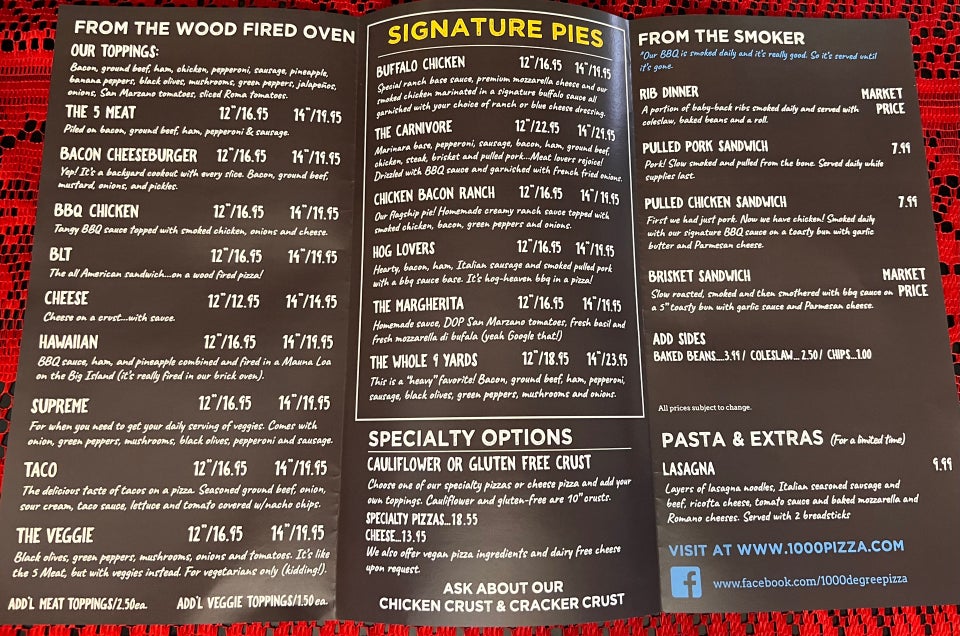 FROM THE WOOD FIRED OVEN
OUR TOPPINGS:
Bacon, ground beef, ham, chicken, pepperoni, sausage, pineapple,
banana peppers, black olives, mushrooms, green peppers, jalapeños,
onions, San Marzano tomatoes, sliced Roma tomatoes.
THE 5 MEAT 12"/16.95 14"/19.95
Piled on bacon, ground beef, ham, pepperoni & sausage.
BACON CHEESEBURGER 12"/16.95 14"/19.95
Yep! It's a backyard cookout with every slice. Bacon, ground beef,
mustard, onions, and pickles.
BBQ CHICKEN 12"/16.95 14"/19.95
Tangy BBQ sauce topped with smoked chicken, onions and cheese.
BLT 12"/16.95 14"/19.95
The all American sandwich...on a wood fired pizza!
CHEESE 12"/12.95 14"/14.95
Cheese on a crust...with sauce.
HAWAIIAN 12"/16.95 14"/19.95
BBQ sauce, ham, and pineapple combined and fired in a Mauna Loa
on the Big Island (it's really fired in our brick oven).
SUPREME 12"/16.95 14"/19.95
For when you need to get your daily serving of veggies. Comes with
onion, green peppers, mushrooms, black olives, pepperoni and sausage.
TACO 12"/16.95 14"/19.95
The delicious taste of tacos on a pizza. Seasoned ground beef, onion,
sour cream, taco sauce, lettuce and tomato covered w/nacho chips.
THE VEGGIE 12"/16.95 14"/19.95
Black olives, green peppers, mushrooms, onions and tomatoes. It's like
the 5 Meat, but with veggies instead. For vegetarians only (kidding!).
ADD'L MEAT TOPPINGS/2.50ea. ADD'L VEGGIE TOPPINGS/1.50ea.
SIGNATURE PIES
BUFFALO CHICKEN 12"/16.95 14"/19.95
Special ranch base sauce, premium mozzarella cheese and our
smoked chicken marinated in a signature buffalo sauce all
garnished with your choice of ranch or blue cheese dressing.
THE CARNIVORE 12"/22.95 14"/29.95
Marinara base, pepperoni, sausage, bacon, ham, ground beef,
chicken, steak, brisket and pulled pork...Meat lovers rejoice!
Drizzled with BBQ sauce and garnished with french fried onions.
CHICKEN BACON RANCH 12"/16.95 14"/19.95
Our flagship pie! Homemade creamy ranch sauce topped with
smoked chicken, bacon, green peppers and onions.
HOG LOVERS 12"/16.95 14"/19.95
Hearty, bacon, ham, Italian sausage and smoked pulled pork
with a bbq sauce base. It's hog-heaven bbq in a pizza!
THE MARGHERITA 12"/16.95 14"/19.95
Homemade sauce, DOP San Marzano tomatoes, fresh basil and
fresh mozzarella di bufala (yeah Google that!)
THE WHOLE 9 YARDS 12"/18.95 14"/23.95
This is a "heavy" favorite! Bacon, ground beef, ham, pepperoni,
sausage, black olives, green peppers, mushrooms and onions.
SPECIALTY OPTIONS
CAULIFLOWER OR GLUTEN FREE CRUST
Choose one of our specialty pizzas or cheese pizza and add your
own toppings. Cauliflower and gluten-free are 10" crusts.
SPECIALTY PIZZAS...18.55
CHEESE...13.95
We also offer vegan pizza ingredients and dairy free cheese
upon request.
ASK ABOUT OUR
CHICKEN CRUST & CRACKER CRUST
FROM THE SMOKER
*Our BBQ is smoked daily and it's really good. So it's served until
it's gone.
RIB DINNER MARKET PRICE
A portion of baby-back ribs smoked daily and served with
coleslaw, baked beans and a roll.
PULLED PORK SANDWICH 7.99
Pork! Slow smoked and pulled from the bone. Served daily while
supplies last.
PULLED CHICKEN SANDWICH 7.99
First we had just pork. Now we have chicken! Smoked daily
with our signature BBQ sauce on a toasty bun with garlic
butter and Parmesan cheese.
BRISKET SANDWICH MARKET PRICE
Slow roasted, smoked and then smothered with bbq sauce on
a 5" toasty bun with garlic sauce and Parmesan cheese.
ADD SIDES
BAKED BEANS...3.99 / COLESLAW... 2.50 / CHIPS...1.00
All prices subject to change.
PASTA & EXTRAS (For a limited time)
LASAGNA 9.99
Layers of lasagna noodles, Italian seasoned sausage and
beef, ricotta cheese, tomato sauce and baked mozzarella and
Romano cheeses. Served with 2 breadsticks
VISIT AT WWW.1000PIZZA.COM
f www.facebook.com/1000degreepizza